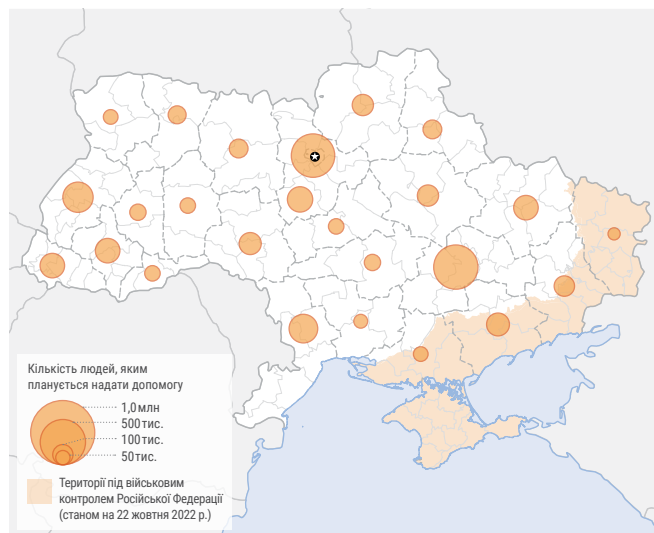 Кількість людей, яким
планується надати допомогу
1,0 млн
500 тис.
100 тис.
50 тис.
Території під військовим
контролем Російської Федерації
(станом на 22 жовтня 2022 р.)